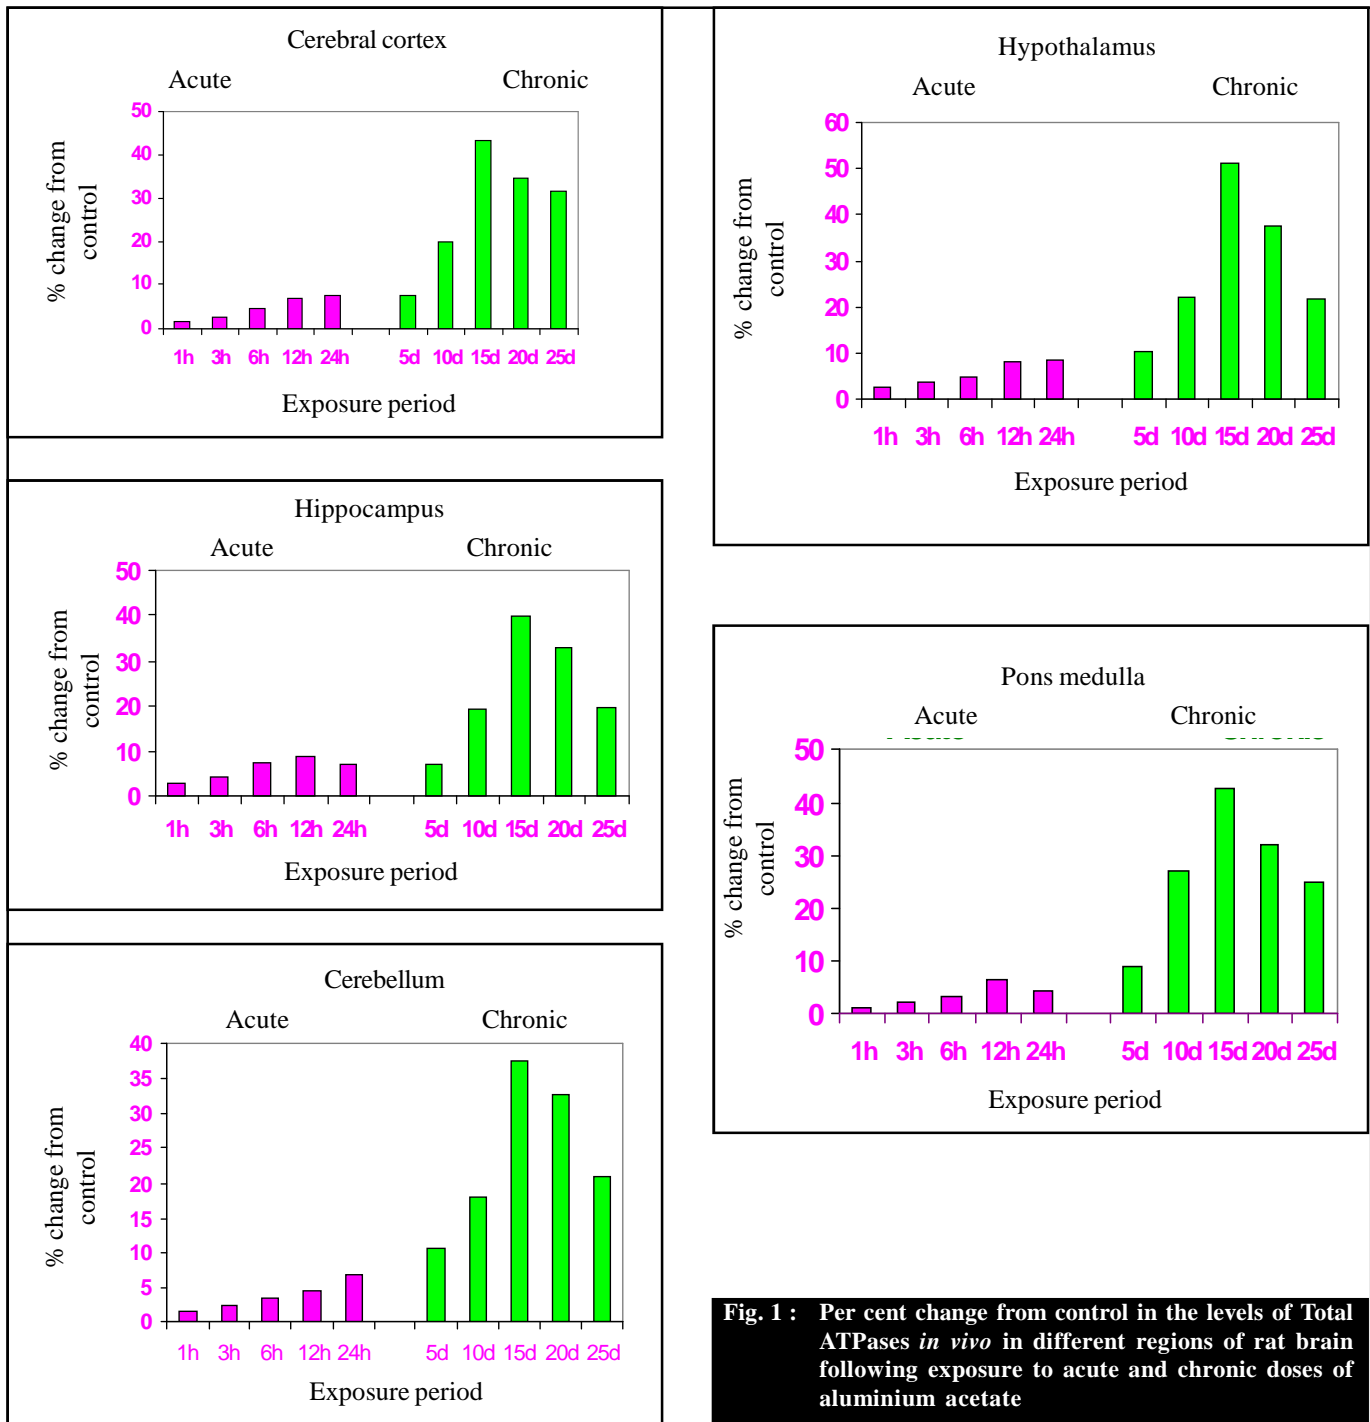 Cerebral cortex
Acute Chronic
50
40
30
20
10
0
% change from
control
1h 3h 6h 12h 24h 5d 10d 15d 20d 25d
Exposure period
Hippocampus
Acute Chronic
50
40
30
20
10
0
% change from
control
1h 3h 6h 12h 24h 5d 10d 15d 20d 25d
Exposure period
Cerebellum
Acute Chronic
40
35
30
25
20
15
10
5
0
% change from
control
1h 3h 6h 12h 24h 5d 10d 15d 20d 25d
Exposure period
Hypothalamus
Acute Chronic
60
50
40
30
20
10
0
% change from
control
1h 3h 6h 12h 24h 5d 10d 15d 20d 25d
Exposure period
Pons medulla
Acute Chronic
50
40
30
20
10
0
% change from
control
1h 3h 6h 12h 24h 5d 10d 15d 20d 25d
Exposure period
Fig. 1 : Per cent change from control in the levels of Total
ATPases in vivo in different regions of rat brain
following exposure to acute and chronic doses of
aluminium acetate